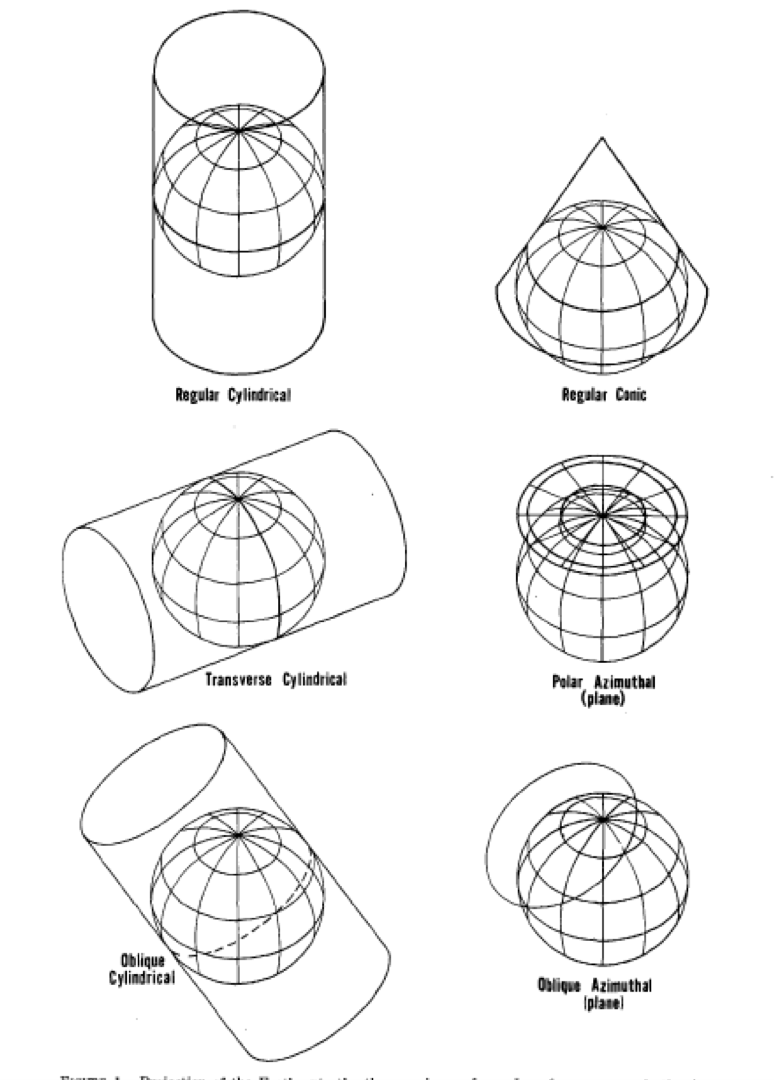 Regular Cylindrical
Regular Conic
Transverse Cylindrical
Polar Azimuthal
(plane)
Oblique
Cylindrical
Oblique Azimuthal
(plane)